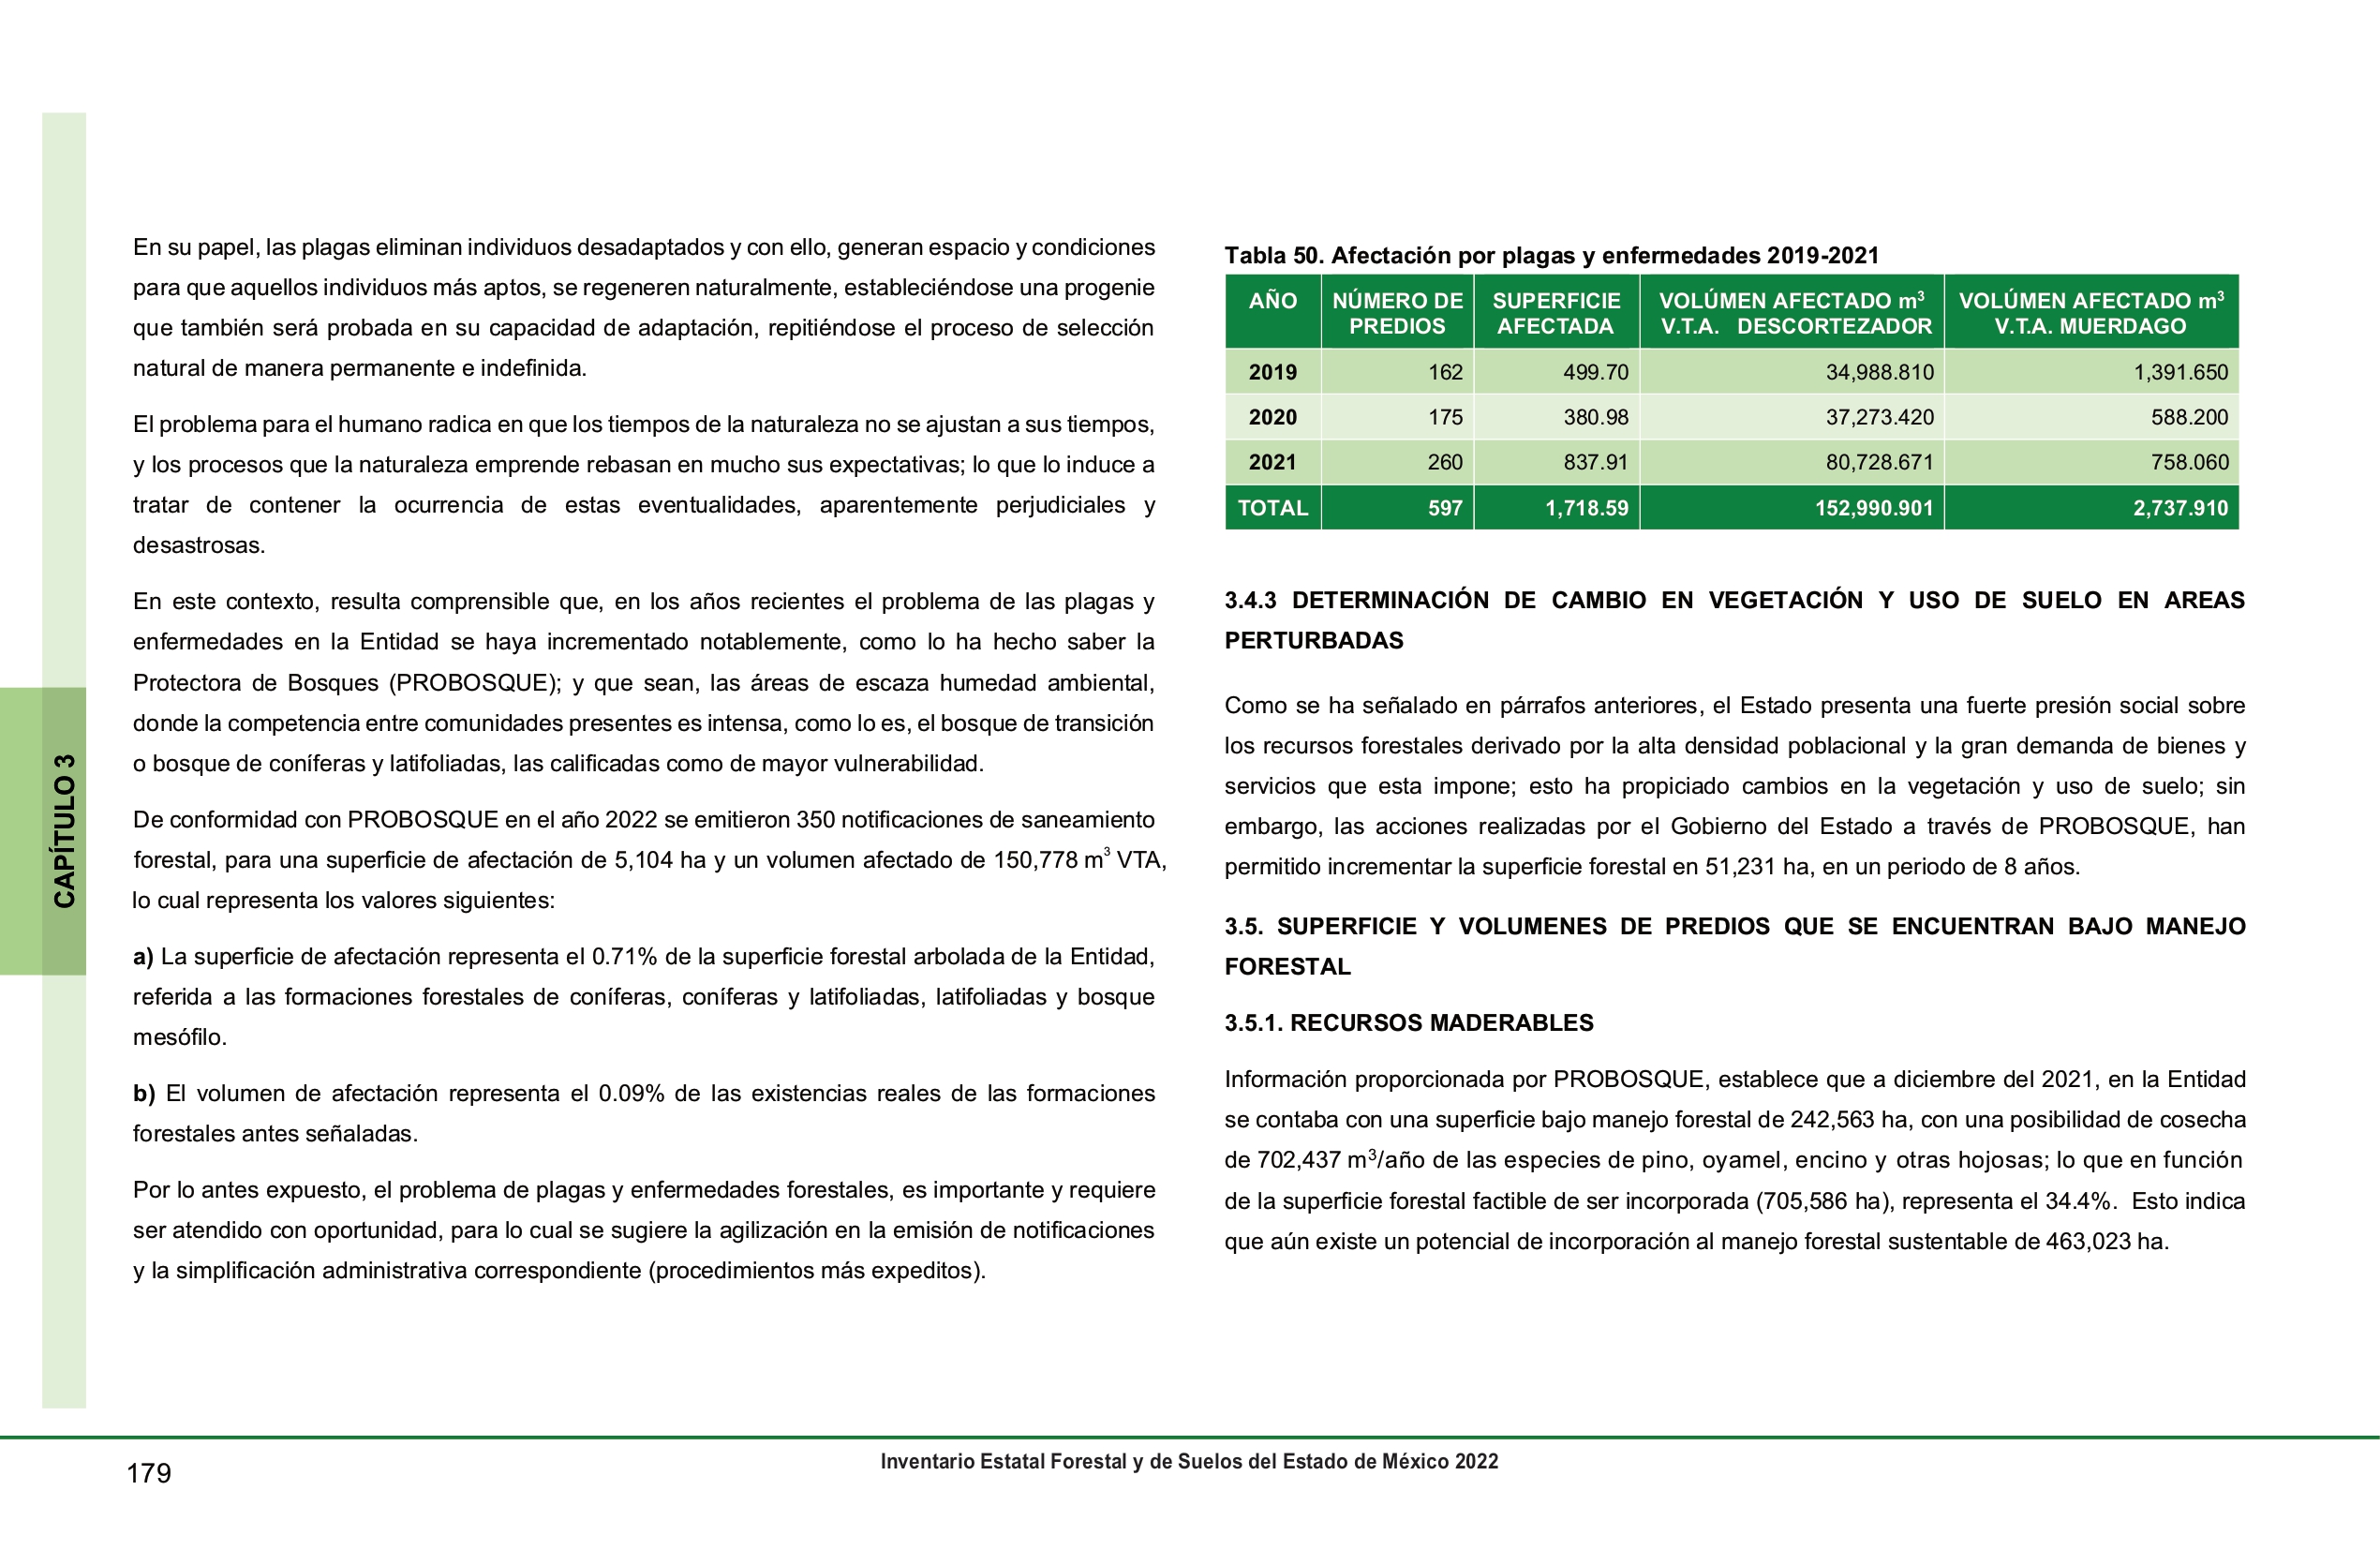 En su papel, las plagas eliminan individuos desadaptados y con ello, generan espacio y condiciones
para que aquellos individuos más aptos, se regeneren naturalmente, estableciéndose una progenie
que también será probada en su capacidad de adaptación, repitiéndose el proceso de selección
natural de manera permanente e indefinida.
El problema para el humano radica en que los tiempos de la naturaleza no se ajustan a sus tiempos,
y los procesos que la naturaleza emprende rebasan en mucho sus expectativas; lo que lo induce a
tratar de contener la ocurrencia de estas eventualidades, aparentemente perjudiciales y
desastrosas.
En este contexto, resulta comprensible que, en los años recientes el problema de las plagas y
enfermedades en la Entidad se haya incrementado notablemente, como lo ha hecho saber la
Protectora de Bosques (PROBOSQUE); y que sean, las áreas de escaza humedad ambiental,
donde la competencia entre comunidades presentes es intensa, como lo es, el bosque de transición
o bosque de coníferas y latifoliadas, las calificadas como de mayor vulnerabilidad.
De conformidad con PROBOSQUE en el año 2022 se emitieron 350 notificaciones de saneamiento
forestal, para una superficie de afectación de 5,104 ha y un volumen afectado de 150,778 m³ VTA,
lo cual representa los valores siguientes:
a) La superficie de afectación representa el 0.71% de la superficie forestal arbolada de la Entidad,
referida a las formaciones forestales de coníferas, coníferas y latifoliadas, latifoliadas y bosque
mesófilo.
b) El volumen de afectación representa el 0.09% de las existencias reales de las formaciones
forestales antes señaladas.
Por lo antes expuesto, el problema de plagas y enfermedades forestales, es importante y requiere
ser atendido con oportunidad, para lo cual se sugiere la agilización en la emisión de notificaciones
y la simplificación administrativa correspondiente (procedimientos más expeditos).
Tabla 50. Afectación por plagas y enfermedades 2019-2021
AÑO NÚMERO DE PREDIOS SUPERFICIE AFECTADA VOLÚMEN AFECTADO m³ V.T.A. DESCORTEZADOR VOLÚMEN AFECTADO m³ V.T.A. MUERDAGO
2019 162 499.70 34,988.810 1,391.650
2020 175 380.98 37,273.420 588.200
2021 260 837.91 80,728.671 758.060
TOTAL 597 1,718.59 152,990.901 2,737.910
3.4.3 DETERMINACIÓN DE CAMBIO EN VEGETACIÓN Y USO DE SUELO EN AREAS
PERTURBADAS
Como se ha señalado en párrafos anteriores, el Estado presenta una fuerte presión social sobre
los recursos forestales derivado por la alta densidad poblacional y la gran demanda de bienes y
servicios que esta impone; esto ha propiciado cambios en la vegetación y uso de suelo; sin
embargo, las acciones realizadas por el Gobierno del Estado a través de PROBOSQUE, han
permitido incrementar la superficie forestal en 51,231 ha, en un periodo de 8 años.
3.5. SUPERFICIE Y VOLUMENES DE PREDIOS QUE SE ENCUENTRAN BAJO MANEJO
FORESTAL
3.5.1. RECURSOS MADERABLES
Información proporcionada por PROBOSQUE, establece que a diciembre del 2021, en la Entidad
se contaba con una superficie bajo manejo forestal de 242,563 ha, con una posibilidad de cosecha
de 702,437 m³/año de las especies de pino, oyamel, encino y otras hojosas; lo que en función
de la superficie forestal factible de ser incorporada (705,586 ha), representa el 34.4%. Esto indica
que aún existe un potencial de incorporación al manejo forestal sustentable de 463,023 ha.
CAPÍTULO 3
179
Inventario Estatal Forestal y de Suelos del Estado de México 2022